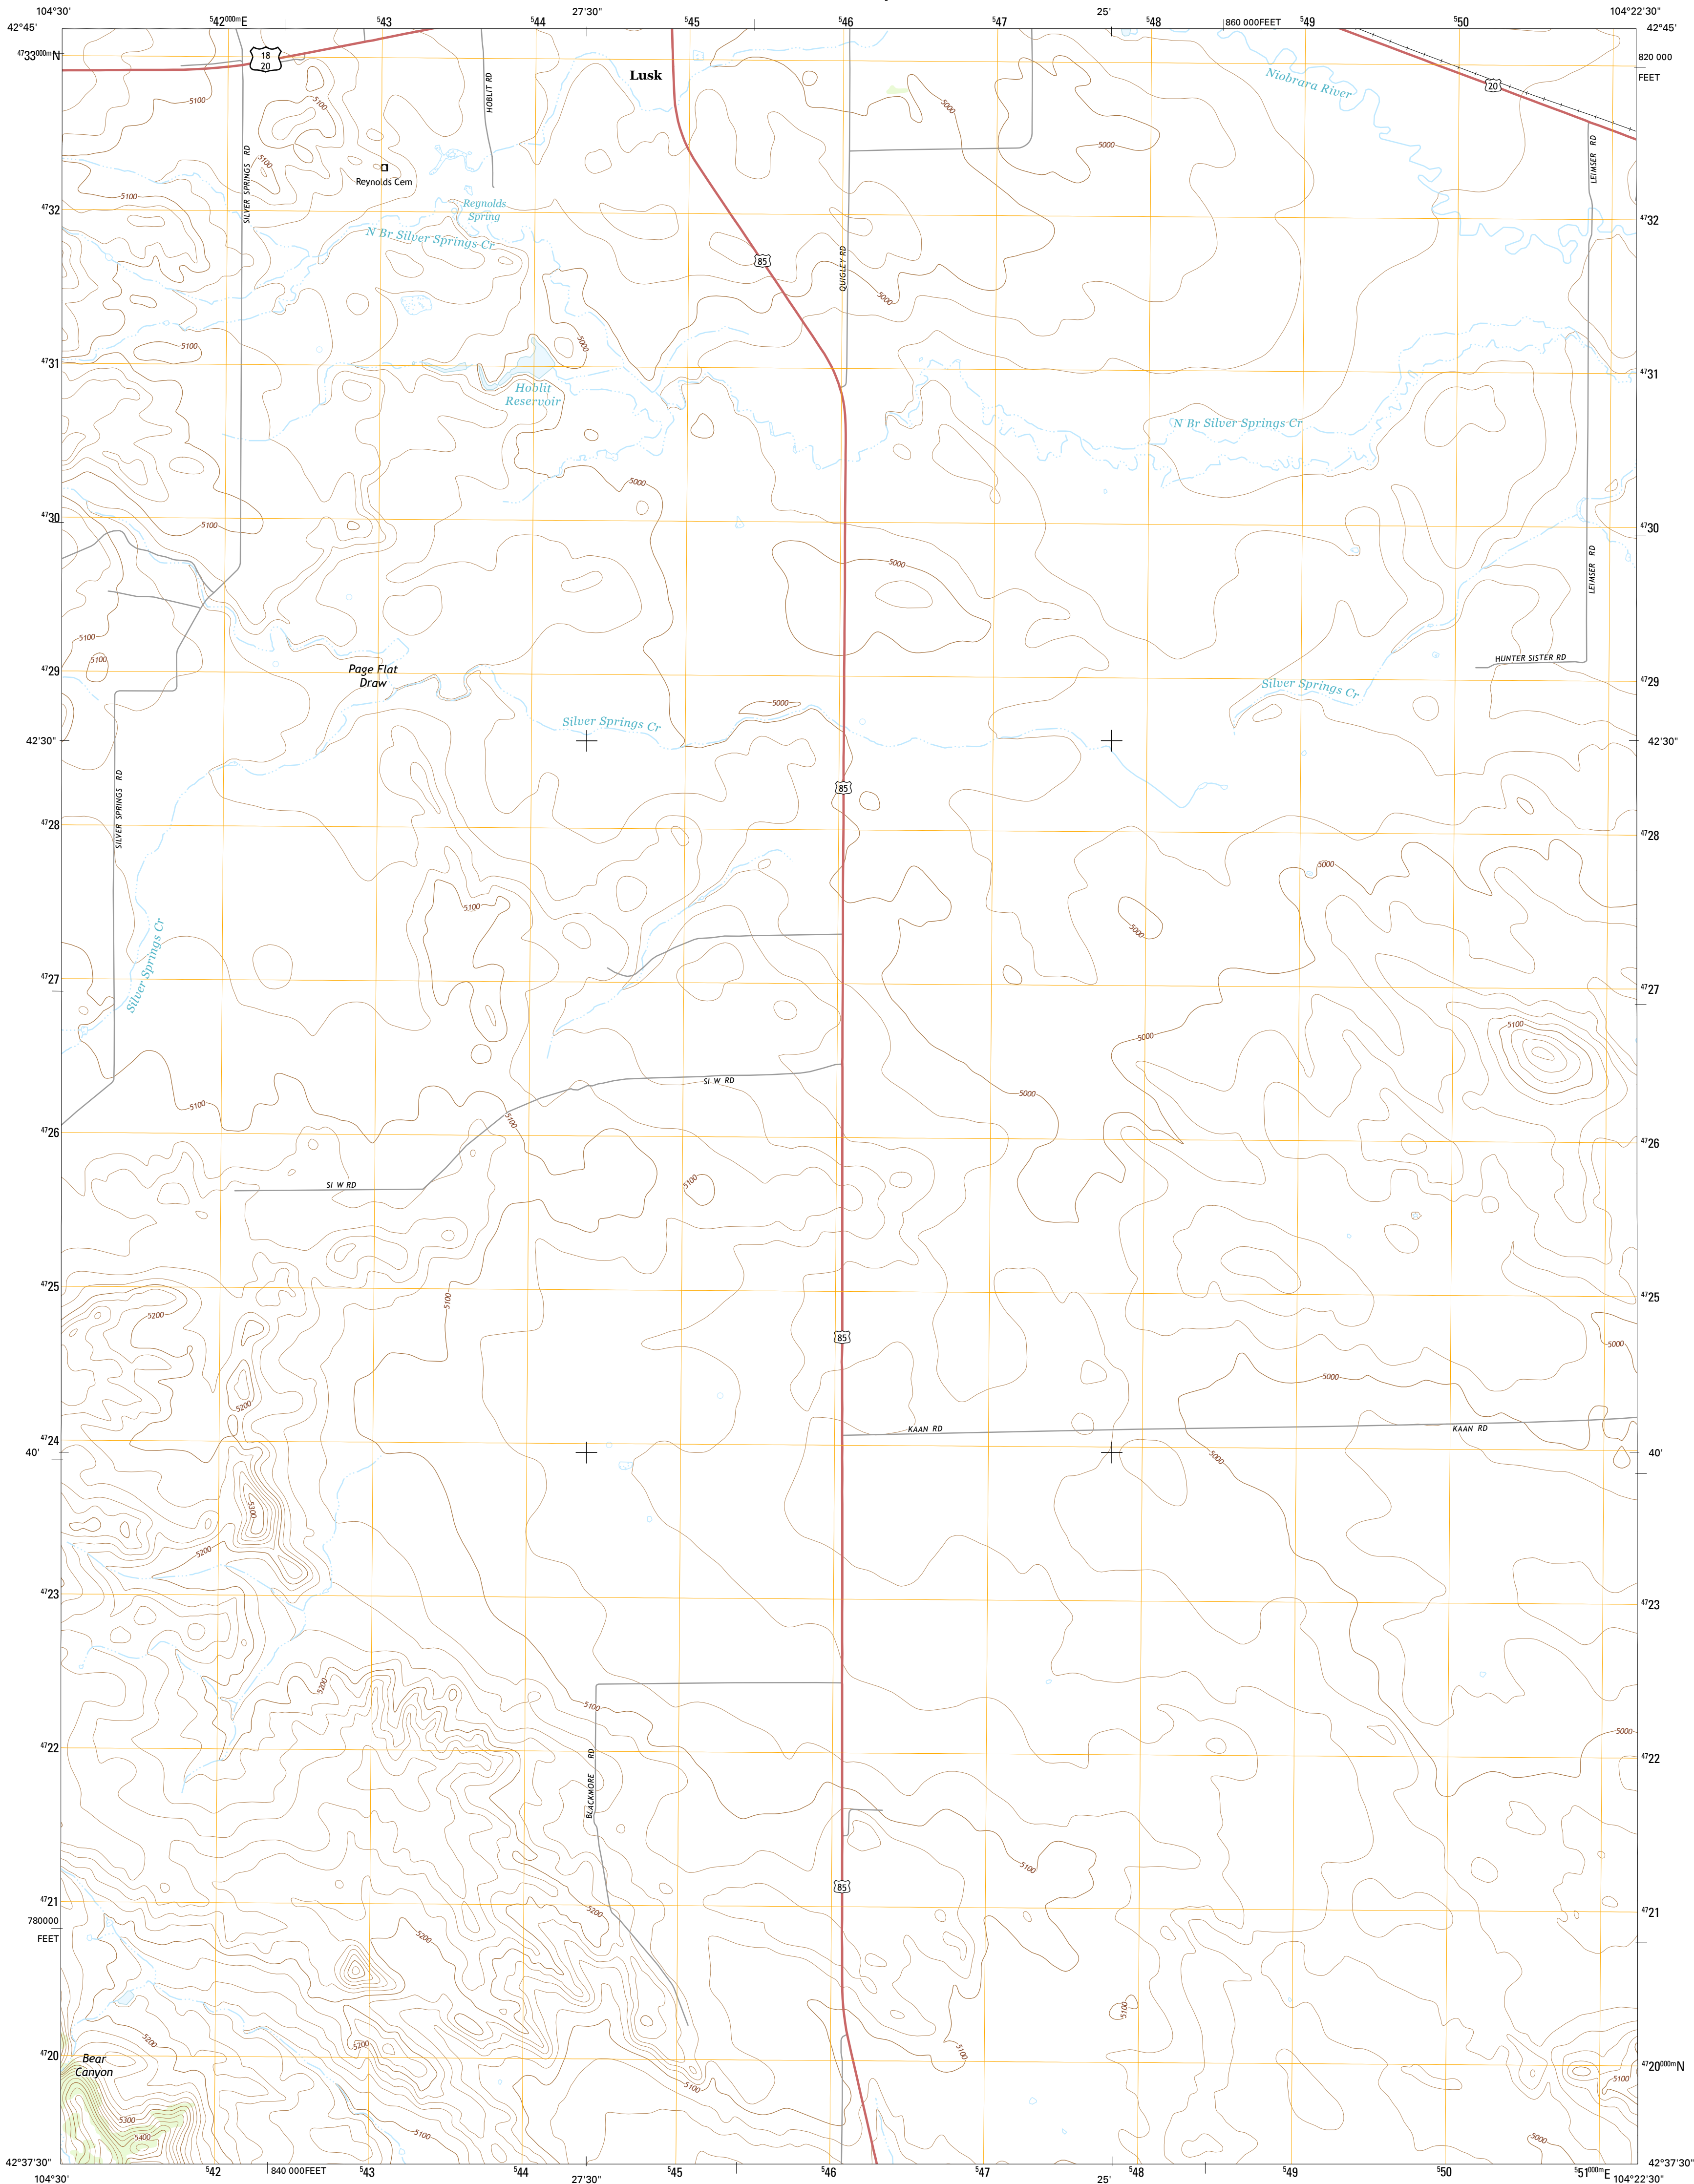 104°30' ⁵42⁰⁰⁰ᵐE ⁵43 ⁵44 27'30" ⁵45 ⁵46 ⁵47 25' ⁵48 860 000FEET ⁵49 ⁵50 104°22'30"
42°45' 42°45'
⁴⁷33⁰⁰⁰ᵐN 820 000
FEET
18
20
Lusk
HOBLIT RD
Niobrara River
20
5100
5100
5100
5000
5000
SILVER SPRINGS RD
Reynolds Cem
LEIMSER RD
5100
Reynolds
Spring
⁴⁷32 ⁴⁷32
N Br Silver Springs Cr
85
QUIGLEY RD
5000
5100
5000
⁴⁷31 ⁴⁷31
Hoblit
Reservoir
N Br Silver Springs Cr
5000
5100
⁴⁷30 ⁴⁷30
5000
LEIMSER RD
5100
5100
HUNTER SISTER RD
⁴⁷29 ⁴⁷29
Page Flat
Draw
Silver Springs Cr
5000
Silver Springs Cr
42'30" 42'30"
SILVER SPRINGS RD
85
⁴⁷28 ⁴⁷28
5000
5100
5000
Silver Springs Cr
⁴⁷27 ⁴⁷27
5100
5000
SI W RD
5000
5100
5100
⁴⁷26 ⁴⁷26
SI W RD
5100
⁴⁷25 ⁴⁷25
5200
5100
85
5000
5000
5200
KAAN RD KAAN RD
⁴⁷24
40' 40'
5000
5300
5200
⁴⁷23 ⁴⁷23
5200
5100
5000
⁴⁷22 ⁴⁷22
BLACKMORE RD
5100
85
⁴⁷21 ⁴⁷21
780000
FEET
5200
5200
5100
5200
5200
5100
⁴⁷20 ⁴⁷20⁰⁰⁰ᵐN
Bear
Canyon
5100
5100
5300
5100
5400
5000
42°37'30" 42°37'30"
104°30' ⁵42 840 000FEET ⁵43 ⁵44 27'30" ⁵45 ⁵46 ⁵47 25' ⁵48 ⁵49 ⁵50 ⁵51⁰⁰⁰ᵐE 104°22'30"